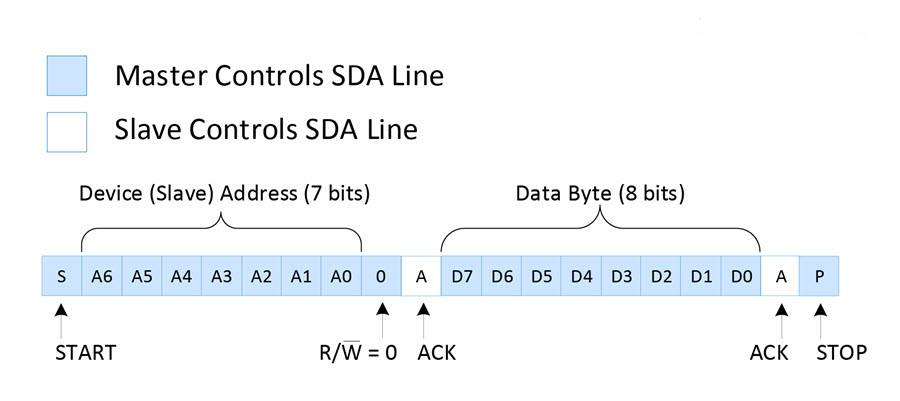 Master Controls SDA Line
Slave Controls SDA Line
Device (Slave) Address (7 bits) Data Byte (8 bits)
S A6 A5 A4 A3 A2 A1 A0 0 A D7 D6 D5 D4 D3 D2 D1 D0 A P
START R/W̅ = 0 ACK ACK STOP